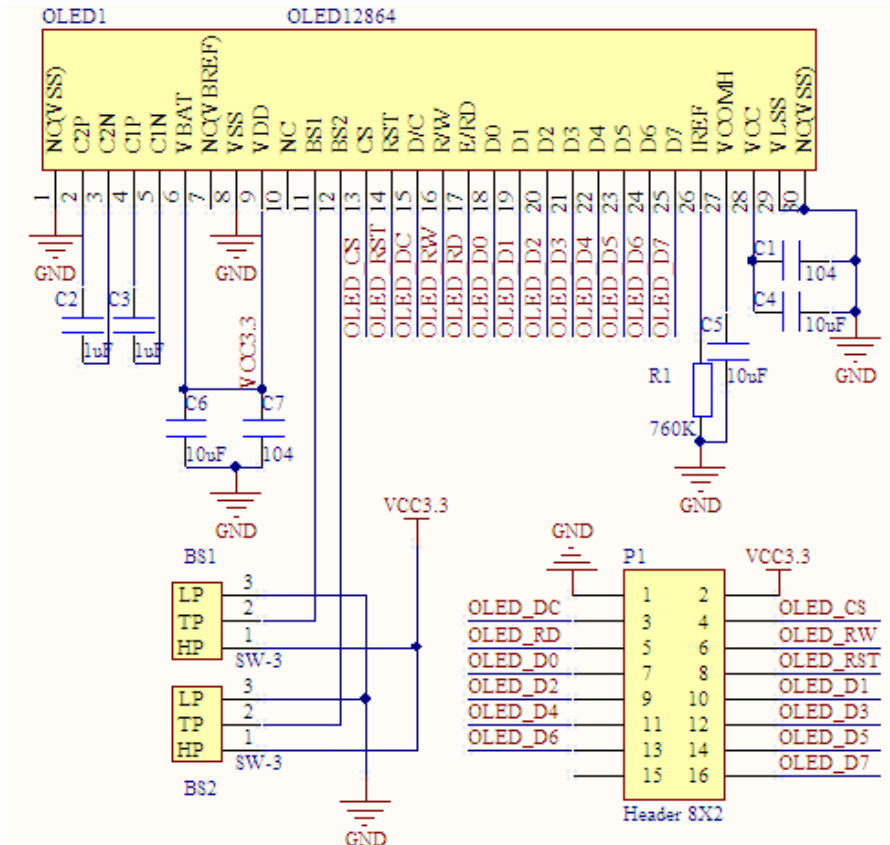 OLED1 OLED12864
NC(VSS) C2P C2N C1P C1N VBAT NC(VBREF) VSS VDD NC BS1 BS2 CS RST D/C R/W E/RD D0 D1 D2 D3 D4 D5 D6 D7 IREF VCOMH VCC VLSS NC(VSS)
1 2 3 4 5 6 7 8 9 10 11 12 13 14 15 16 17 18 19 20 21 22 23 24 25 26 27 28 29 30
OLED_CS OLED_RST OLED_DC OLED_RW OLED_RD OLED_D0 OLED_D1 OLED_D2 OLED_D3 OLED_D4 OLED_D5 OLED_D6 OLED_D7
GND GND
C1
104
C2 C3
1uF 1uF
C4
10uF
GND
VCC3.3
C5
10uF
R1
760K
GND
C6 C7
10uF 104
GND
VCC3.3
BS1
LP 3
TP 2
HP 1
SW-3
LP 3
TP 2
HP 1
SW-3
BS2
GND
GND P1 VCC3.3
1 2
OLED_DC 3 4 OLED_CS
OLED_RD 5 6 OLED_RW
OLED_D0 7 8 OLED_RST
OLED_D2 9 10 OLED_D1
OLED_D4 11 12 OLED_D3
OLED_D6 13 14 OLED_D5
15 16 OLED_D7
Header 8X2